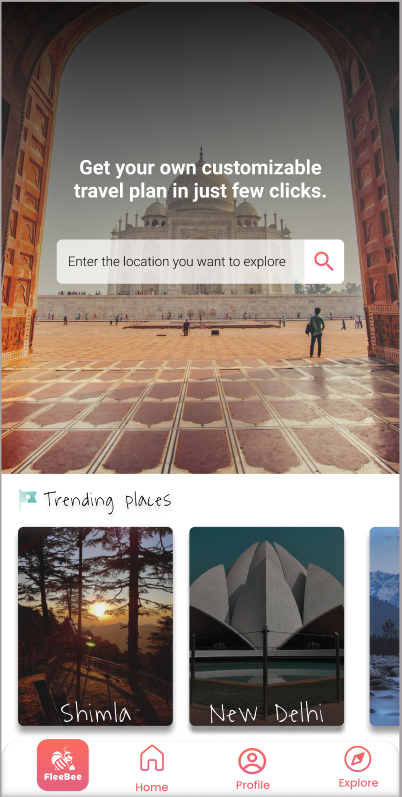 Get your own customizable
travel plan in just few clicks.
Enter the location you want to explore
Trending places
Shimla
New Delhi
FleeBee
Home
Profile
Explore